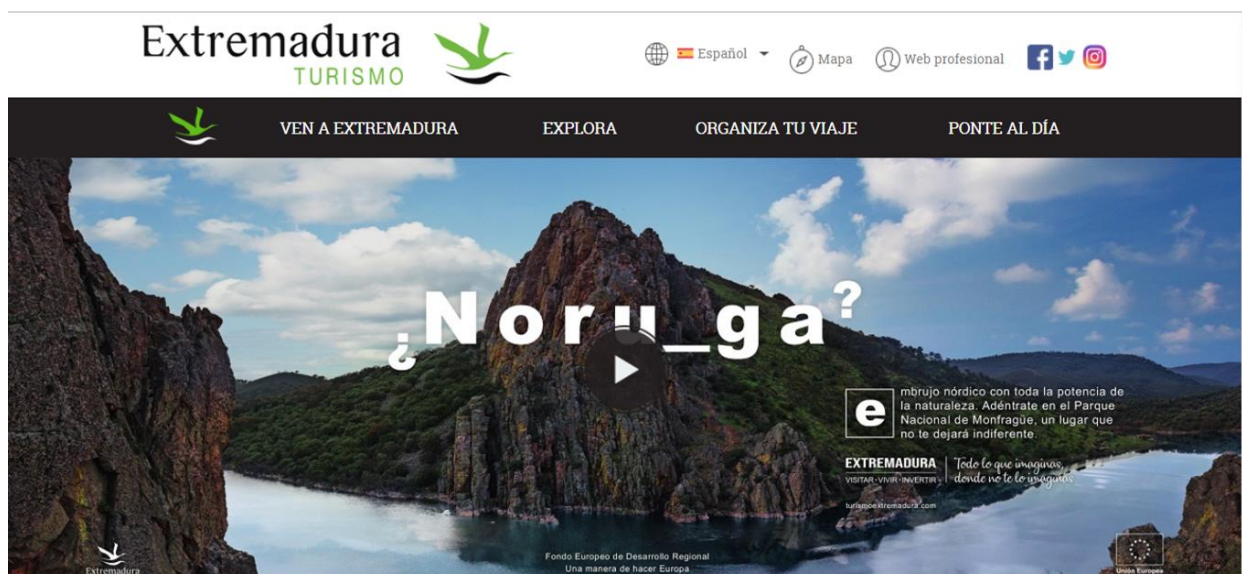 Extremadura
TURISMO
Español
Mapa
Web profesional
VEN A EXTREMADURA
EXPLORA
ORGANIZA TU VIAJE
PONTE AL DÍA
¿Noru_ga?
embrujo nórdico con toda la potencia de
la naturaleza. Adéntrate en el Parque
Nacional de Monfragüe, un lugar que
no te dejará indiferente.
EXTREMADURA
VISITAR·VIVIR·INVERTIR
Todo lo que imaginas,
donde no te lo imaginas
turismoextremadura.com
Fondo Europeo de Desarrollo Regional
Una manera de hacer Europa
Extremadura
Unión Europea